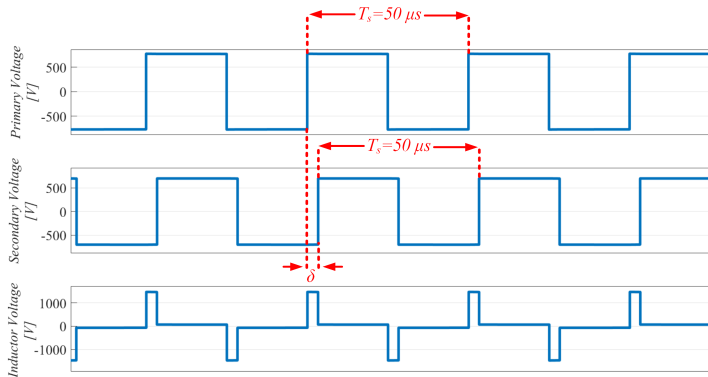 Tₛ=50 μs
Primary Voltage
[V]
500
0
-500
Tₛ=50 μs
Secondary Voltage
[V]
500
0
-500
δ
Inductor Voltage
[V]
1000
0
-1000